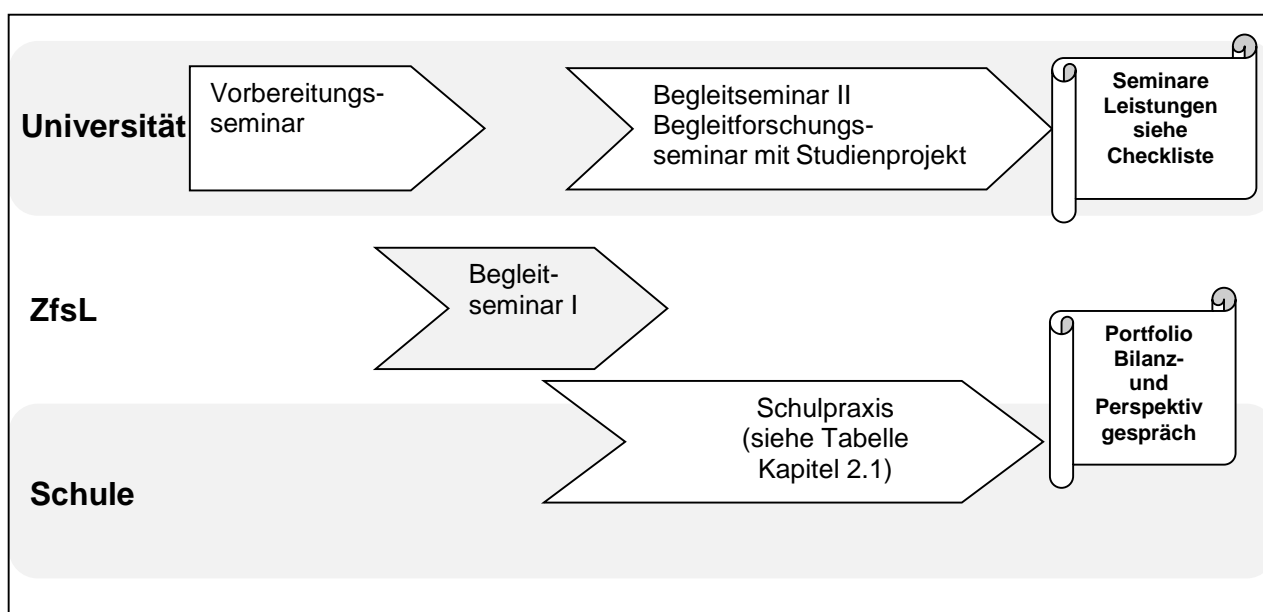 Universität
Vorbereitungs-
seminar
Begleitseminar II
Begleitforschungs-
seminar mit Studienprojekt
Seminare
Leistungen
siehe
Checkliste
ZfsL
Begleit-
seminar I
Portfolio
Bilanz-
und
Perspektiv
gespräch
Schule
Schulpraxis
(siehe Tabelle
Kapitel 2.1)